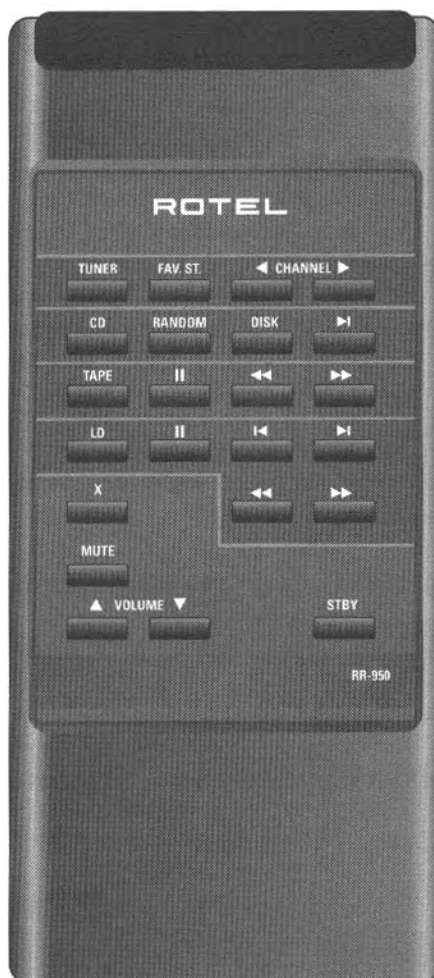 ROTEL
TUNER FAV. ST. ◀ CHANNEL ▶
CD RANDOM DISK ▶I
TAPE II ◀◀ ▶▶
LD II I◀ ▶I
X ◀◀ ▶▶
MUTE
▲ VOLUME ▼ STBY
RR-950